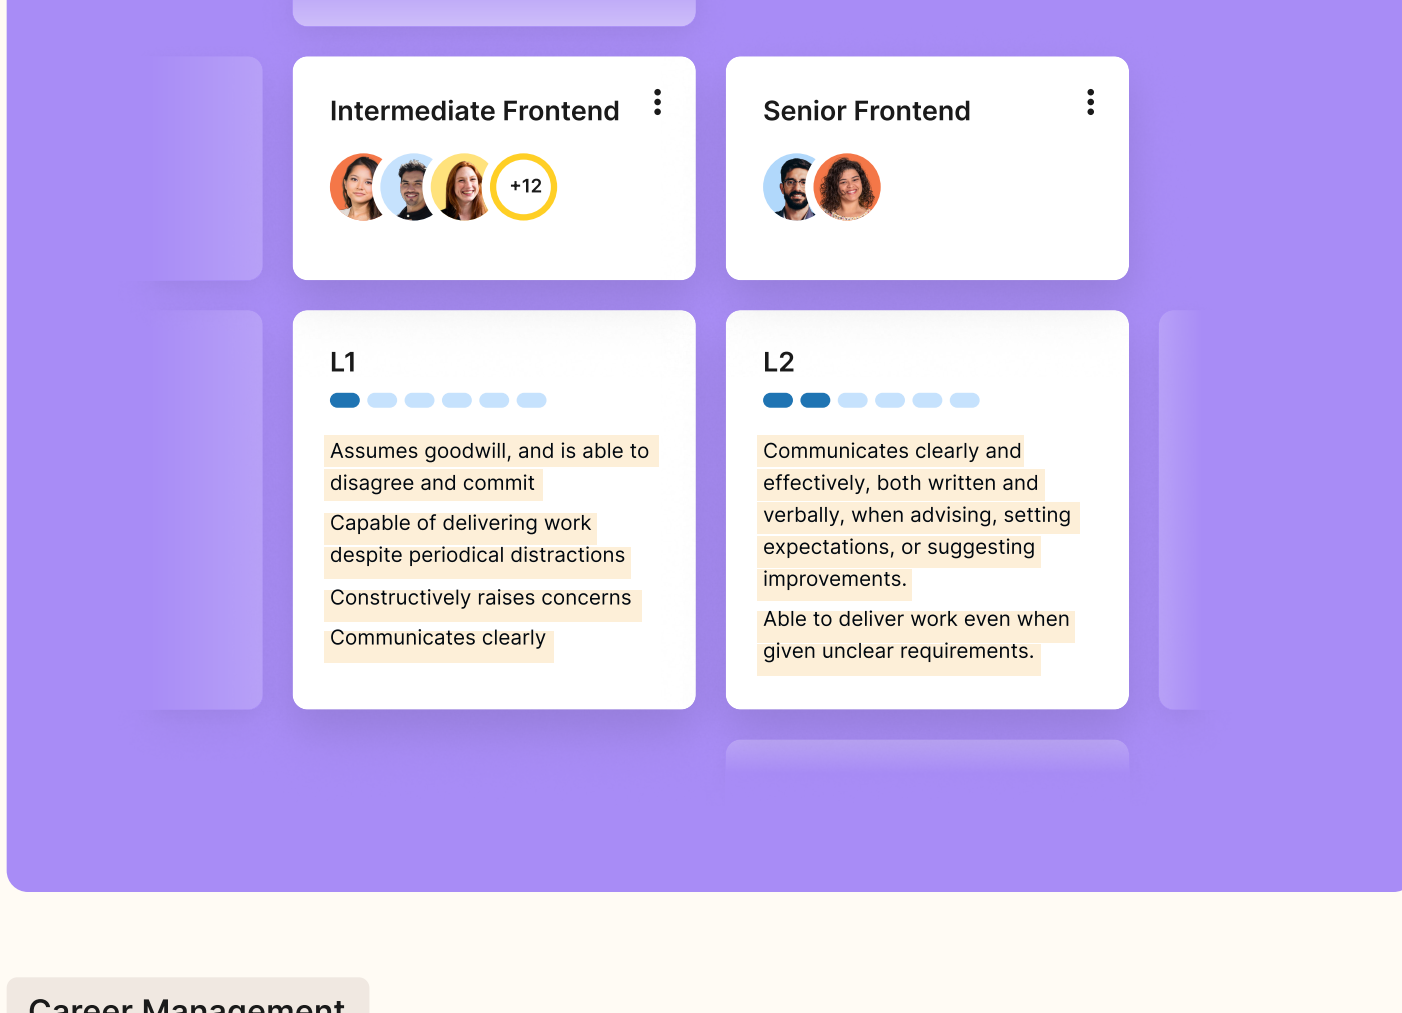 Intermediate Frontend
+12
Senior Frontend
L1
Assumes goodwill, and is able to
disagree and commit
Capable of delivering work
despite periodical distractions
Constructively raises concerns
Communicates clearly
L2
Communicates clearly and
effectively, both written and
verbally, when advising, setting
expectations, or suggesting
improvements.
Able to deliver work even when
given unclear requirements.
Career Management